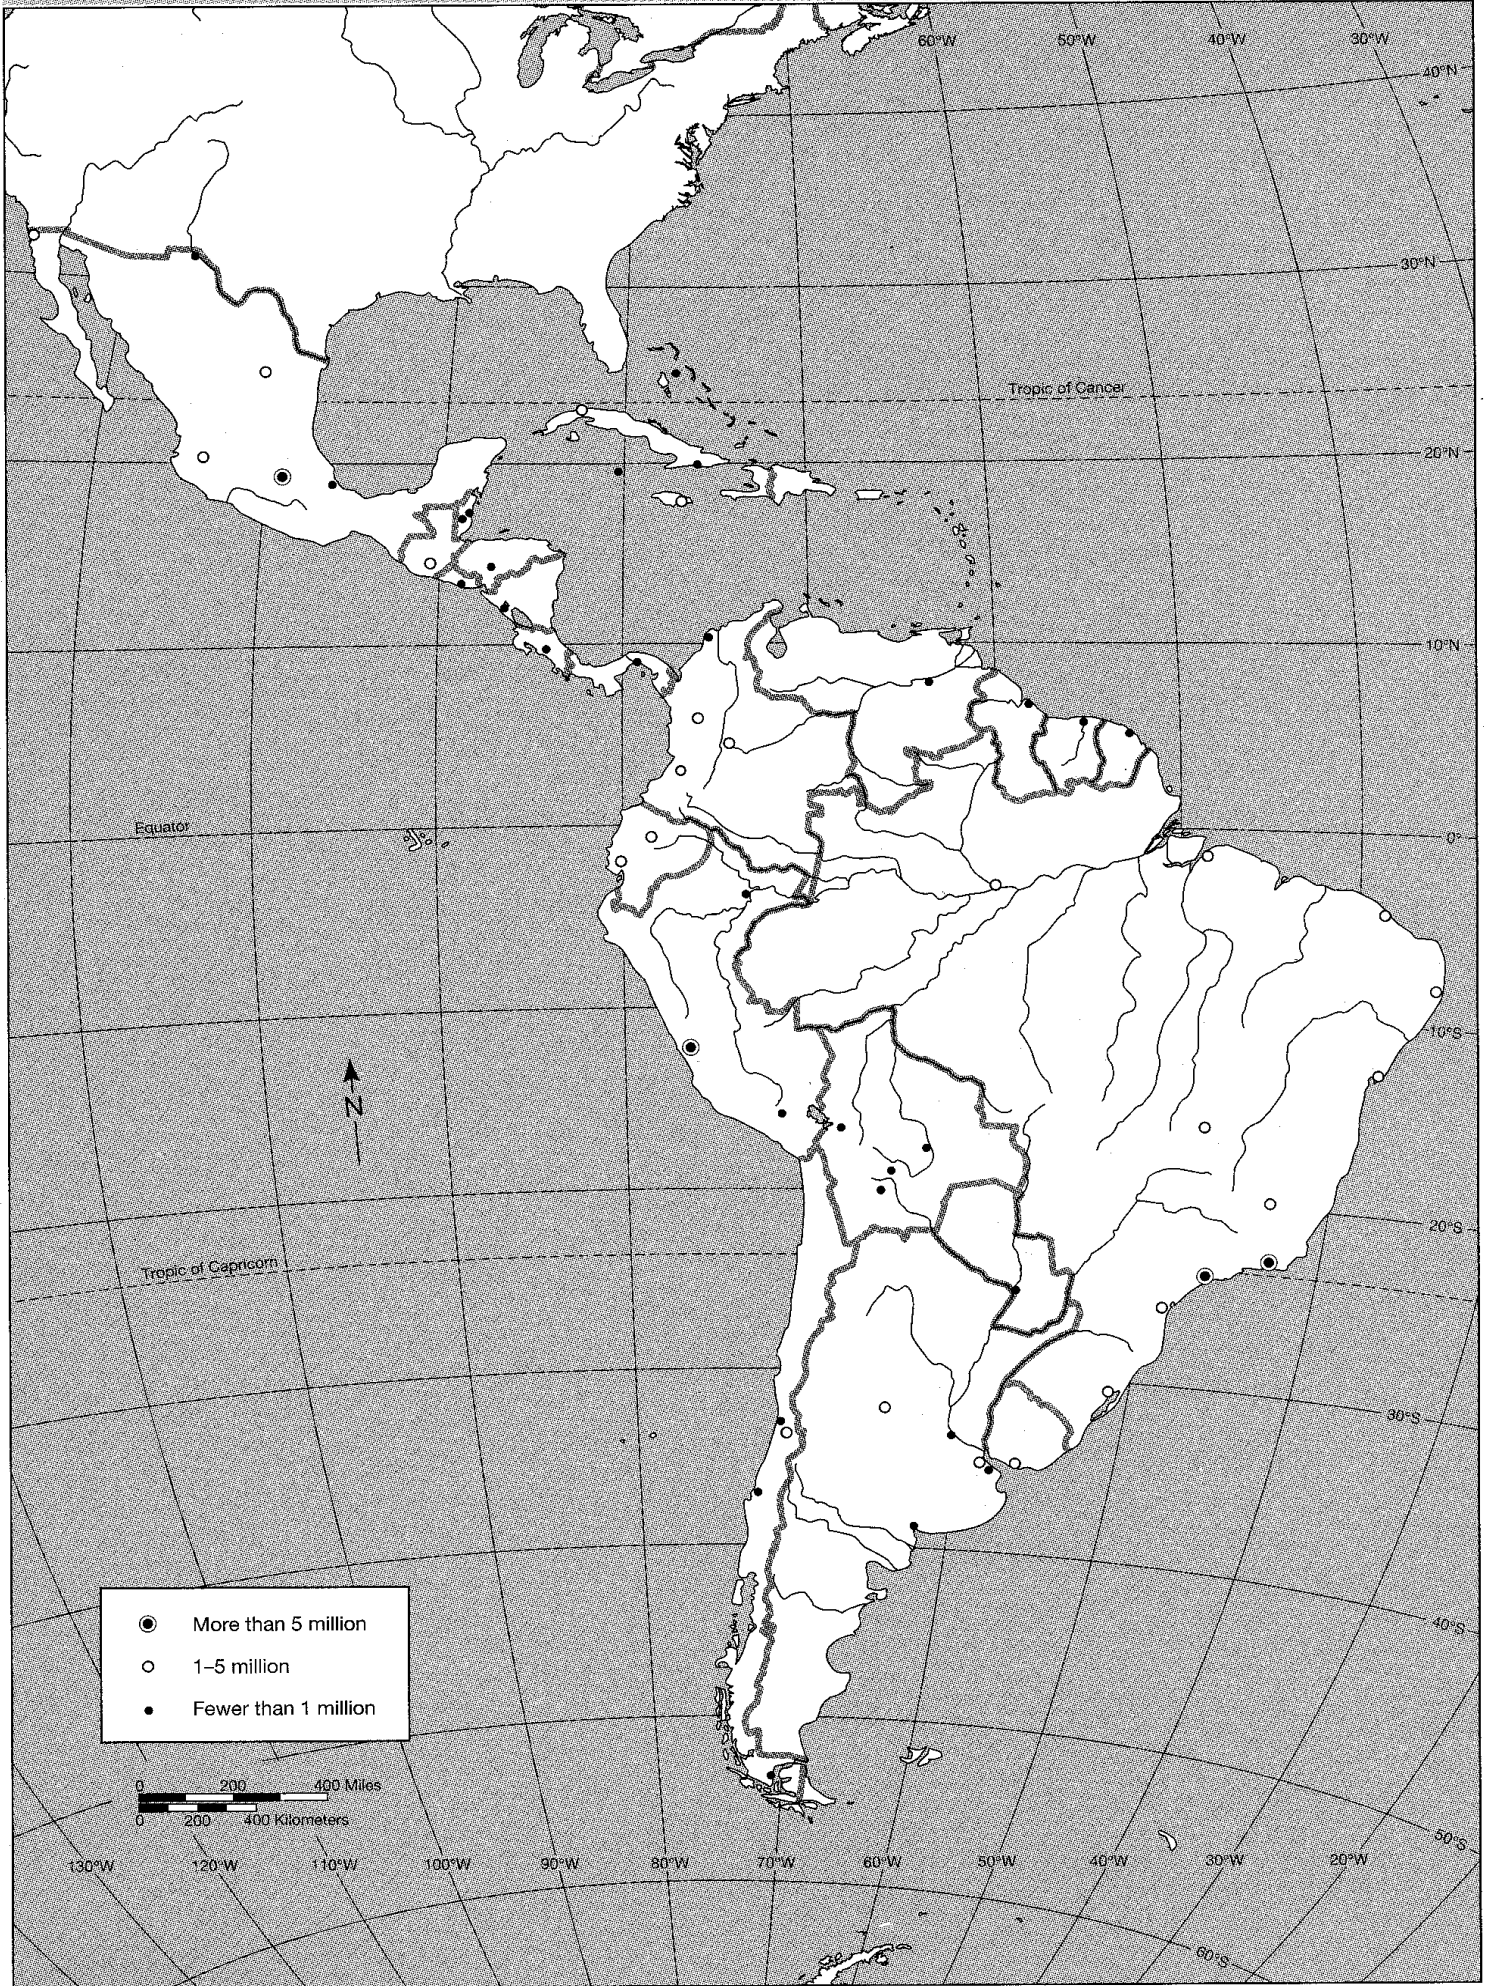 60°W
50°W
40°W
30°W
40°N
30°N
Tropic of Cancer
20°N
10°N
Equator
0°
10°S
N
20°S
Tropic of Capricorn
30°S
More than 5 million
1–5 million
Fewer than 1 million
40°S
0 200 400 Miles
0 200 400 Kilometers
50°S
130°W
120°W
110°W
100°W
90°W
80°W
70°W
60°W
50°W
40°W
30°W
20°W
60°S